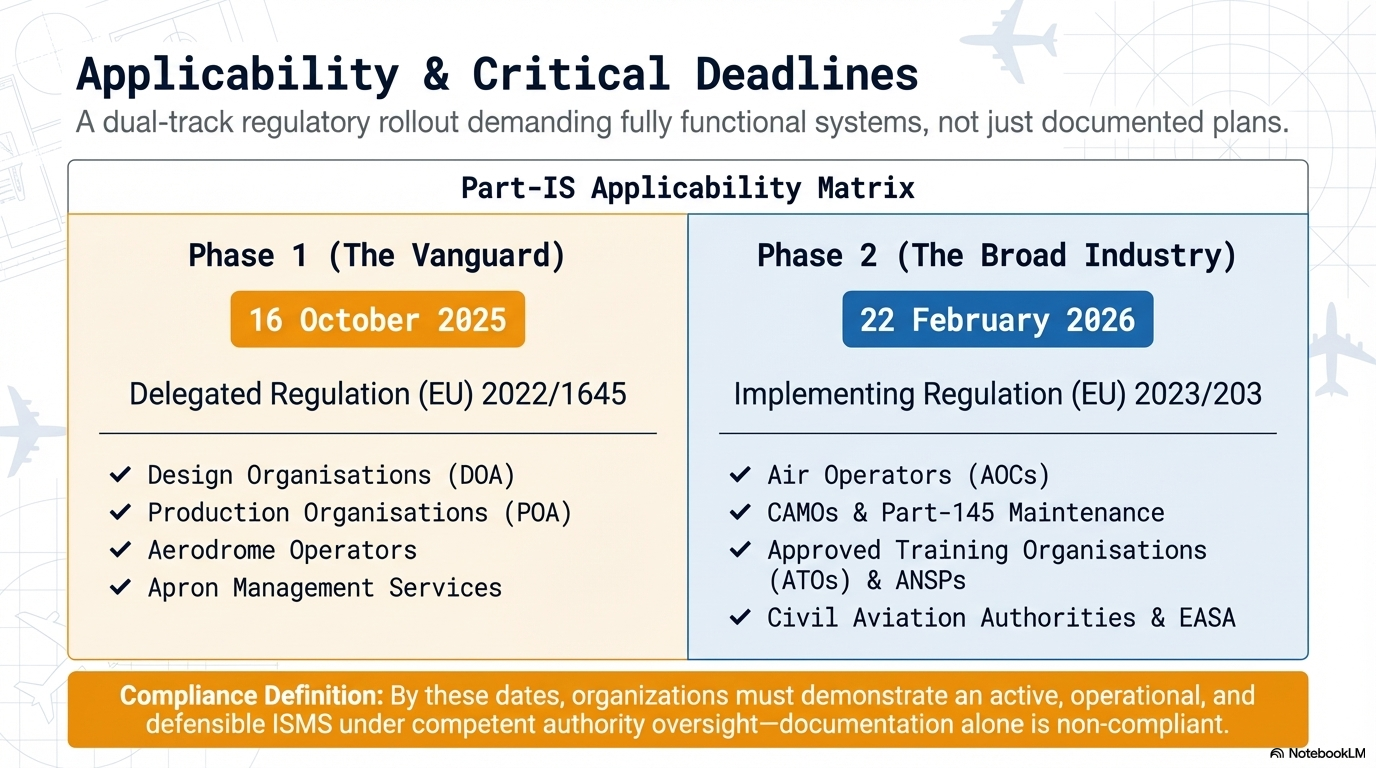 Applicability & Critical Deadlines
A dual-track regulatory rollout demanding fully functional systems, not just documented plans.
Part-IS Applicability Matrix
Phase 1 (The Vanguard)
16 October 2025
Delegated Regulation (EU) 2022/1645
✓ Design Organisations (DOA)
✓ Production Organisations (POA)
✓ Aerodrome Operators
✓ Apron Management Services
Phase 2 (The Broad Industry)
22 February 2026
Implementing Regulation (EU) 2023/203
✓ Air Operators (AOCs)
✓ CAMOs & Part-145 Maintenance
✓ Approved Training Organisations
(ATOs) & ANSPs
✓ Civil Aviation Authorities & EASA
Compliance Definition: By these dates, organizations must demonstrate an active, operational, and
defensible ISMS under competent authority oversight—documentation alone is non-compliant.
NotebookLM